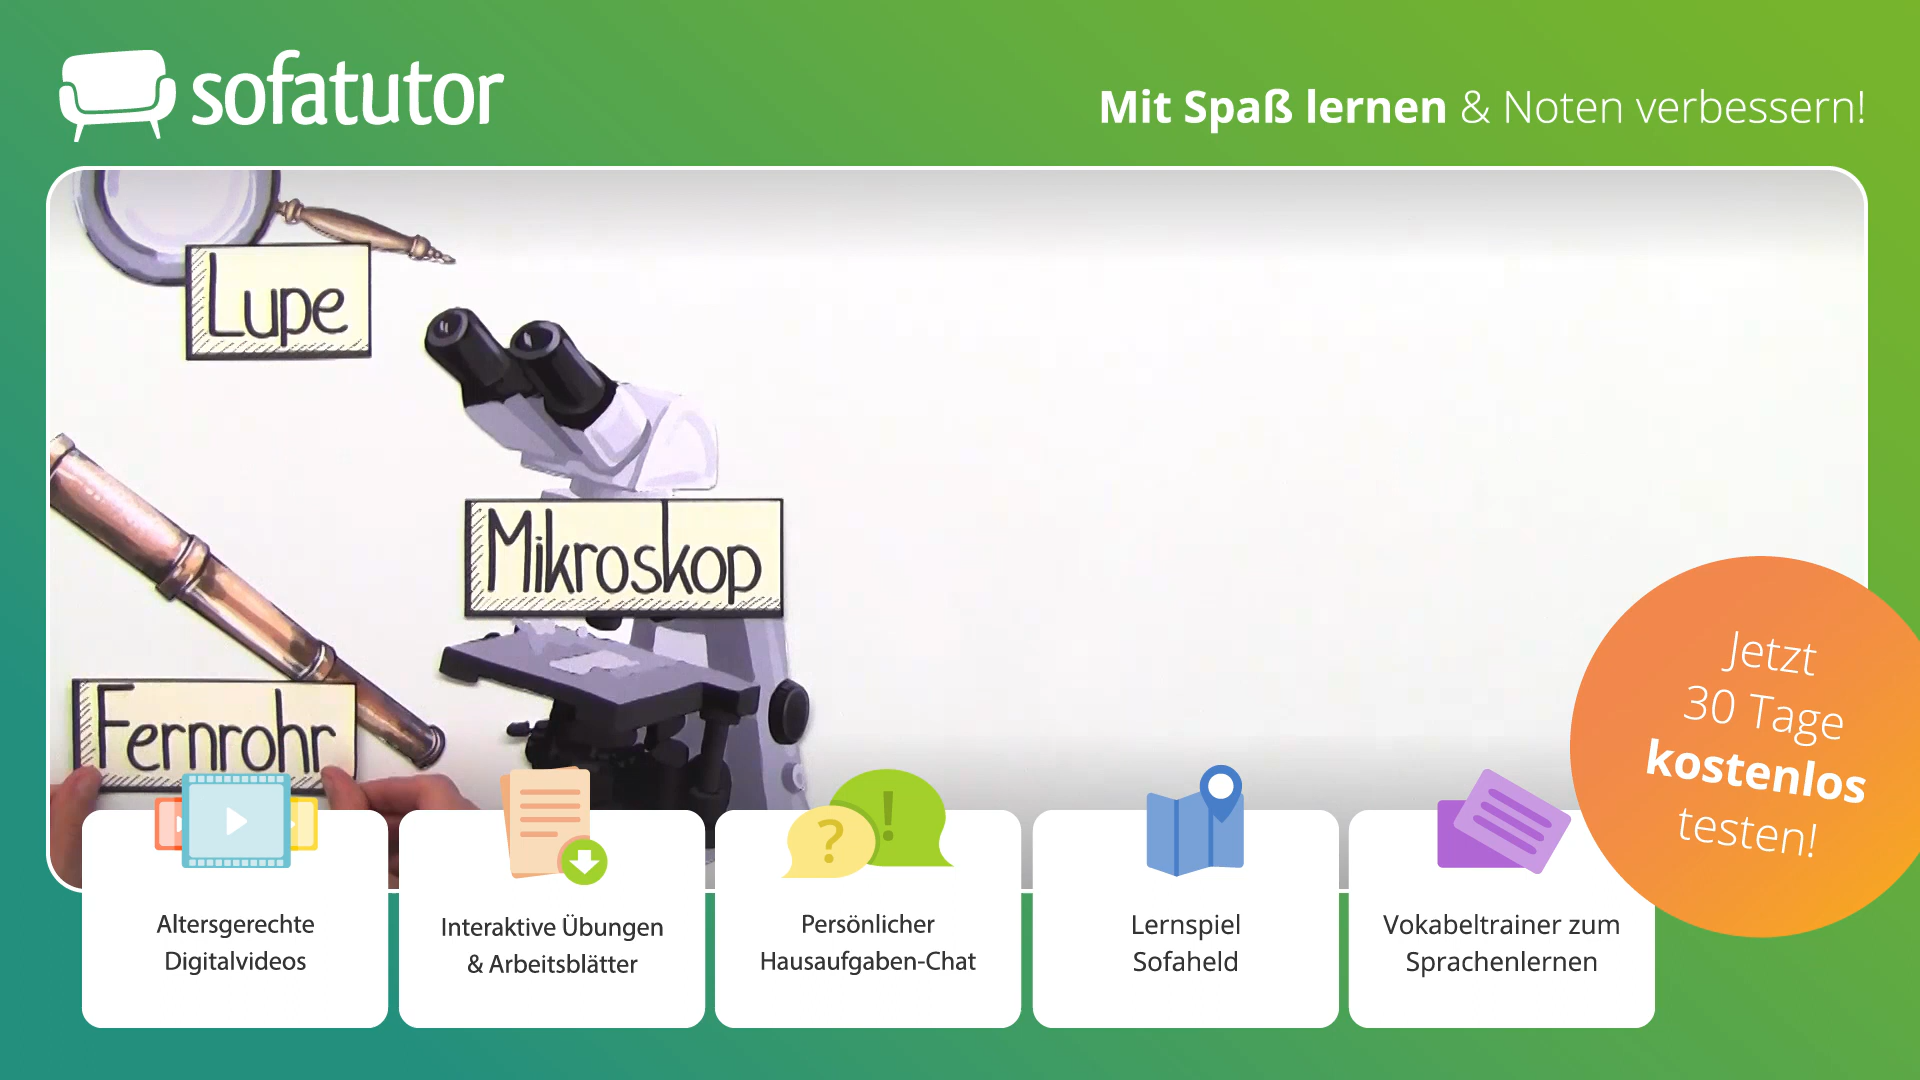 sofatutor
Mit Spaß lernen & Noten verbessern!
Lupe
Mikroskop
Fernrohr
Jetzt
30 Tage
kostenlos
testen!
?
!
Altersgerechte
Digitalvideos
Interaktive Übungen
& Arbeitsblätter
Persönlicher
Hausaufgaben-Chat
Lernspiel
Sofaheld
Vokabeltrainer zum
Sprachenlernen